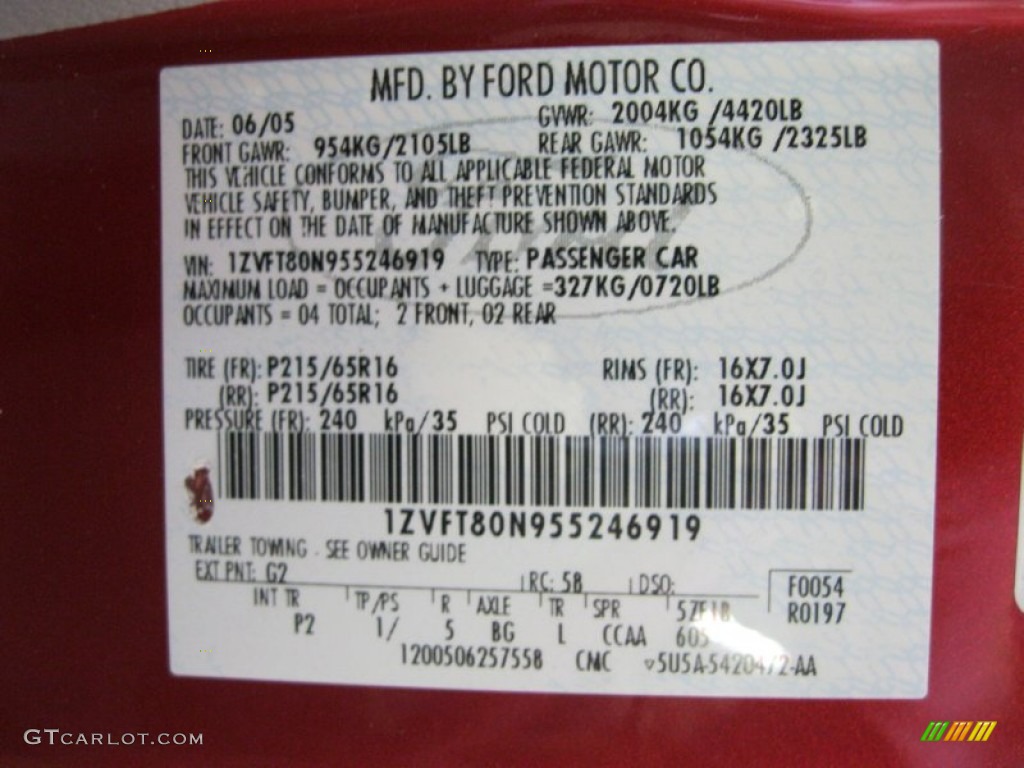 MFD. BY FORD MOTOR CO.
DATE: 06/05 GVWR: 2004KG /4420LB
FRONT GAWR: 954KG/2105LB REAR GAWR: 1054KG /2325LB
THIS VEHICLE CONFORMS TO ALL APPLICABLE FEDERAL MOTOR
VEHICLE SAFETY, BUMPER, AND THEFT PREVENTION STANDARDS
IN EFFECT ON THE DATE OF MANUFACTURE SHOWN ABOVE.
VIN: 1ZVFT80N955246919 TYPE: PASSENGER CAR
MAXIMUM LOAD = OCCUPANTS + LUGGAGE =327KG/0720LB
OCCUPANTS = 04 TOTAL; 2 FRONT, 02 REAR
TIRE (FR): P215/65R16 RIMS (FR): 16X7.0J
(RR): P215/65R16 (RR): 16X7.0J
PRESSURE (FR): 240 kPa/35 PSI COLD (RR): 240 kPa/35 PSI COLD
1ZVFT80N955246919
TRAILER TOWING - SEE OWNER GUIDE
EXT PNT: G2 RC: 58 DSO: F0054
INT TR TP/PS R AXLE TR SPR R0197
P2 1/ 5 BG L CCAA
1200506257558 CMC
GTCARLOT.COM